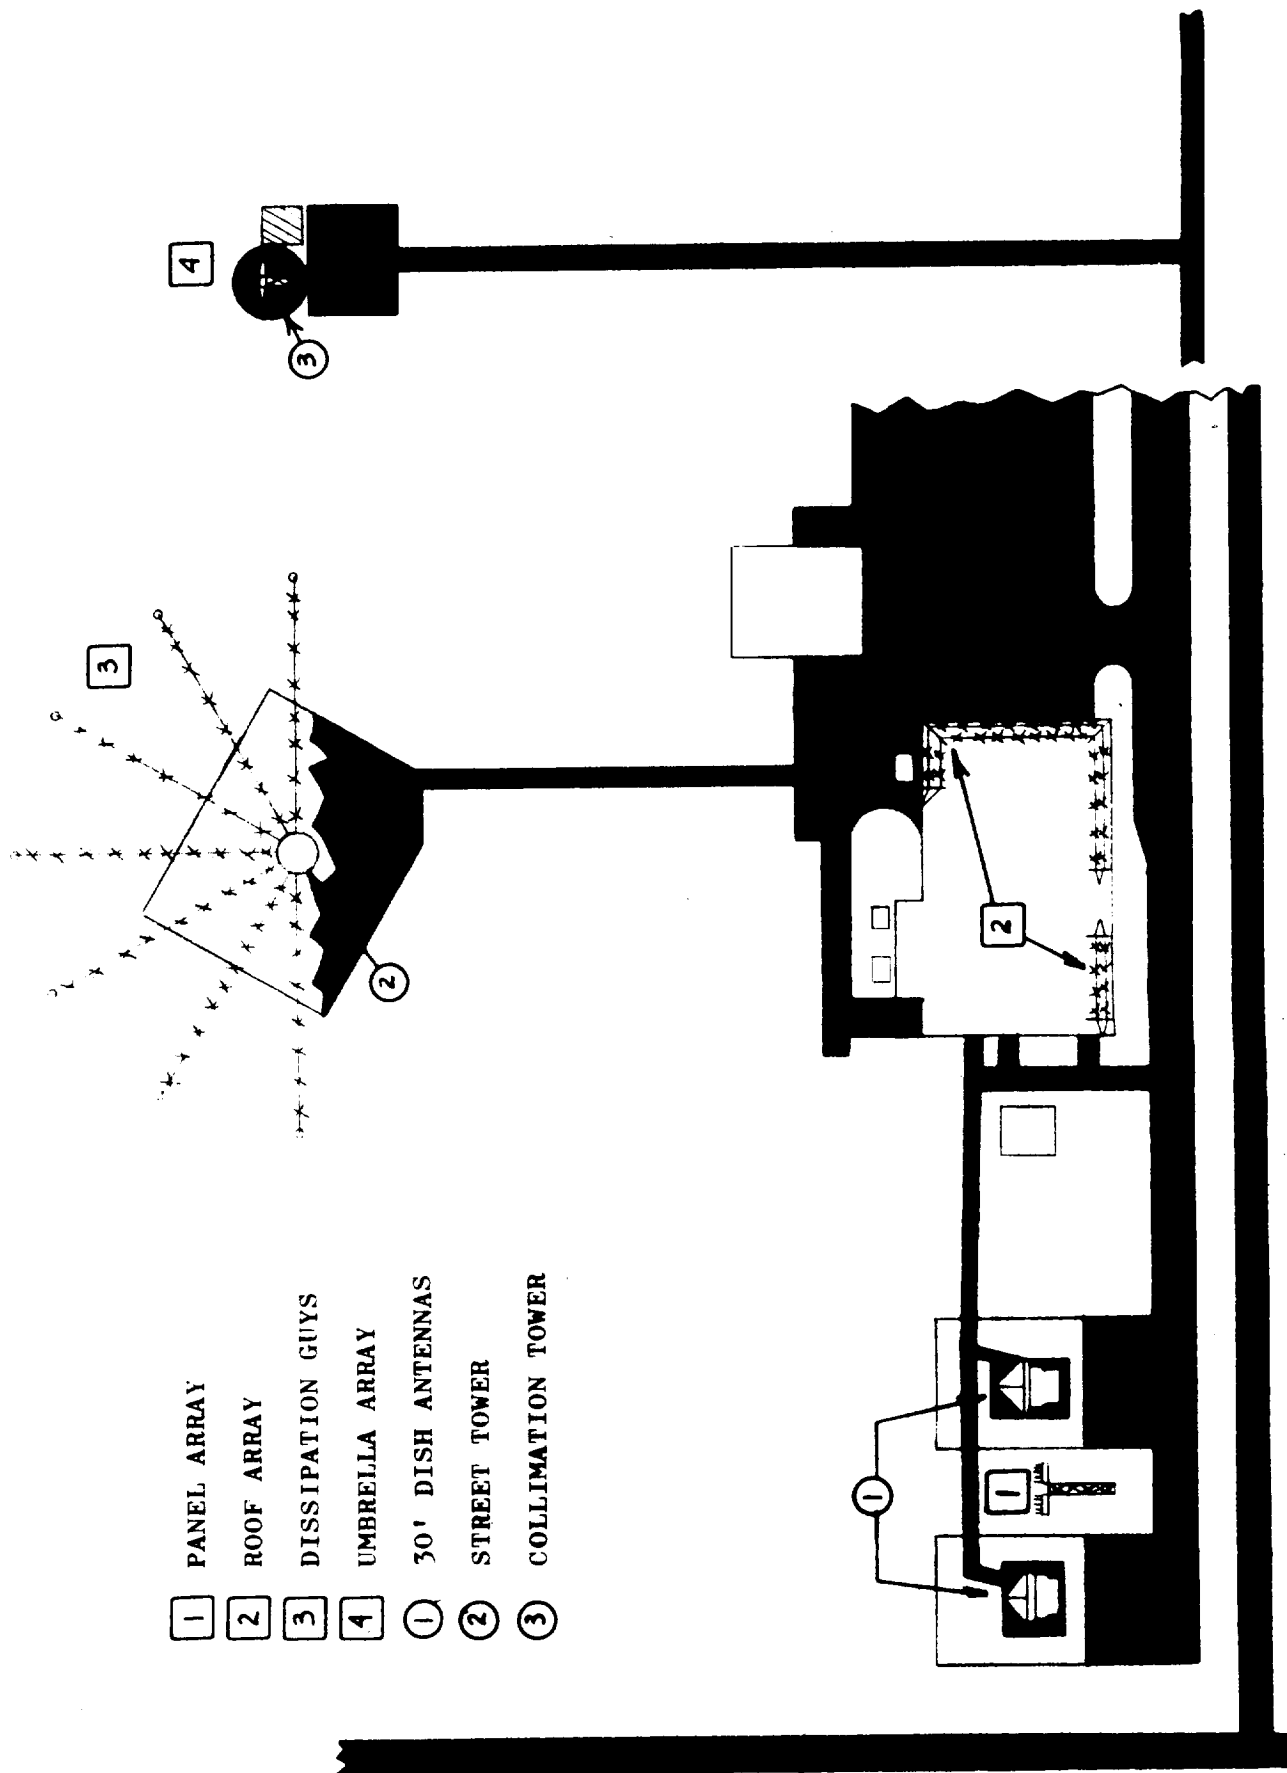 1 PANEL ARRAY
2 ROOF ARRAY
3 DISSIPATION GUYS
4 UMBRELLA ARRAY
1 30' DISH ANTENNAS
2 STREET TOWER
3 COLLIMATION TOWER
3
4
3
2
2
1
1